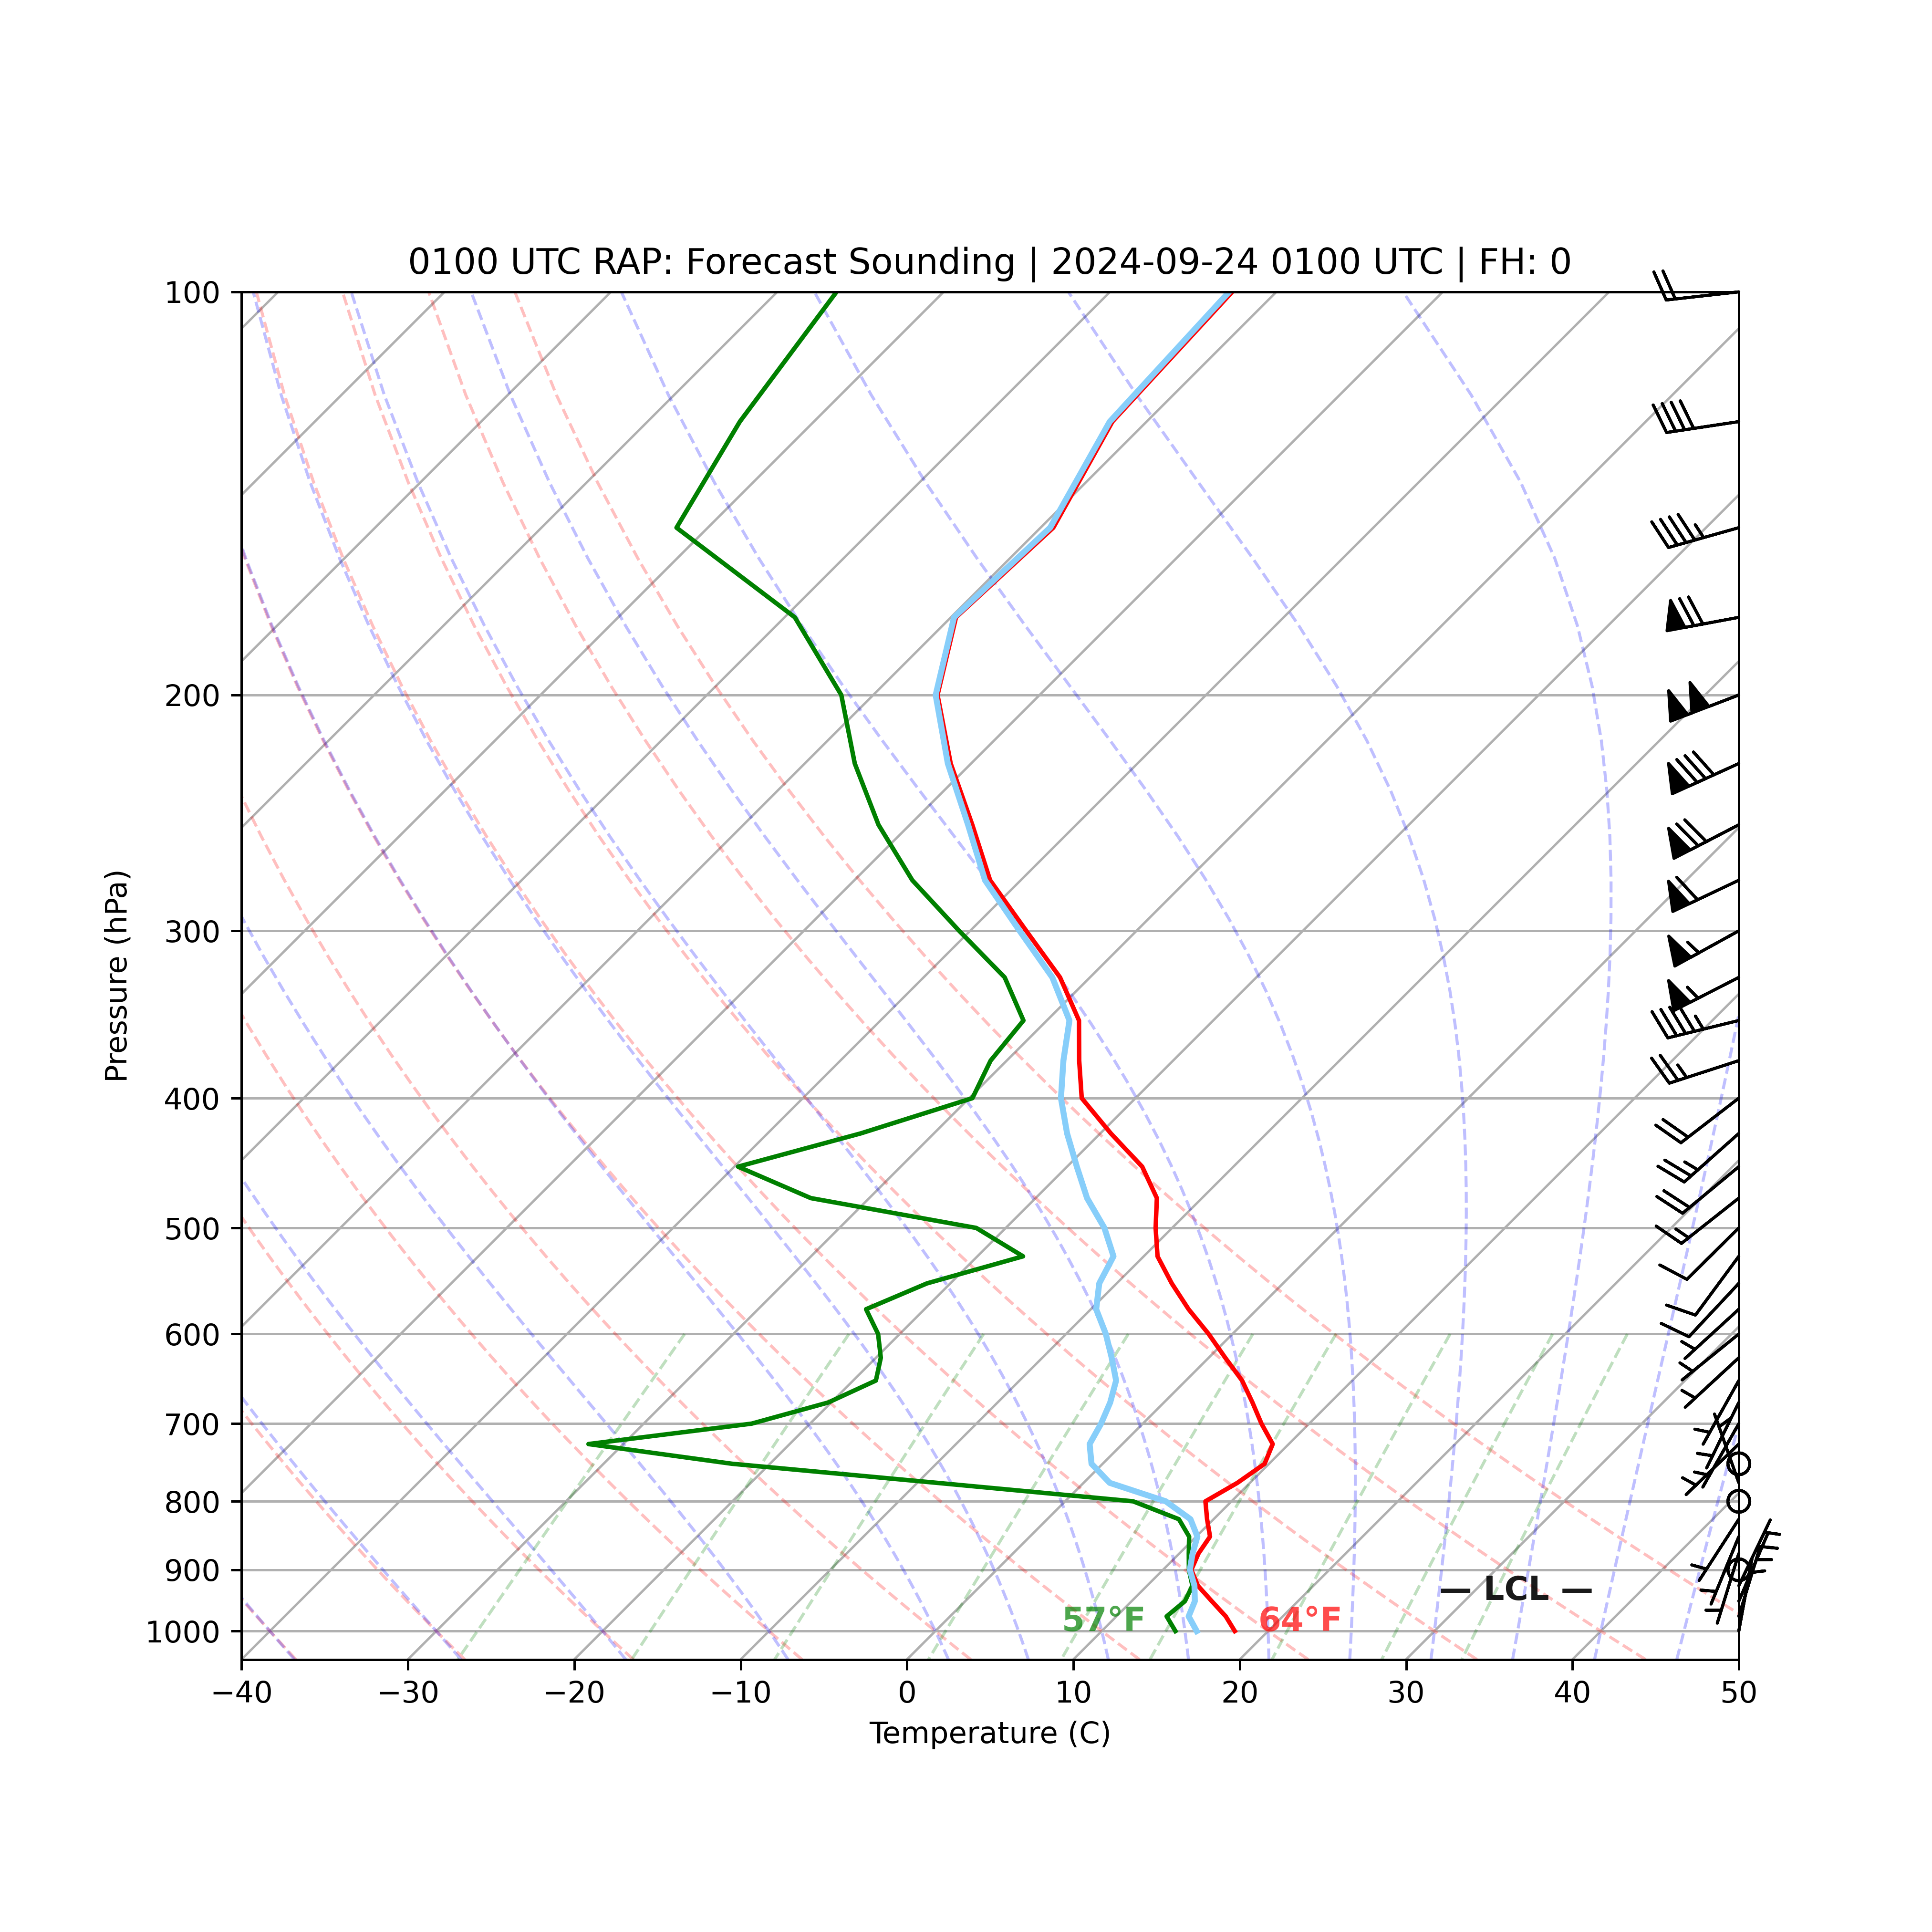 0100 UTC RAP: Forecast Sounding | 2024-09-24 0100 UTC | FH: 0
100
200
300
400
500
600
700
800
900
1000
Pressure (hPa)
— LCL —
57°F 64°F
−40 −30 −20 −10 0 10 20 30 40 50
Temperature (C)